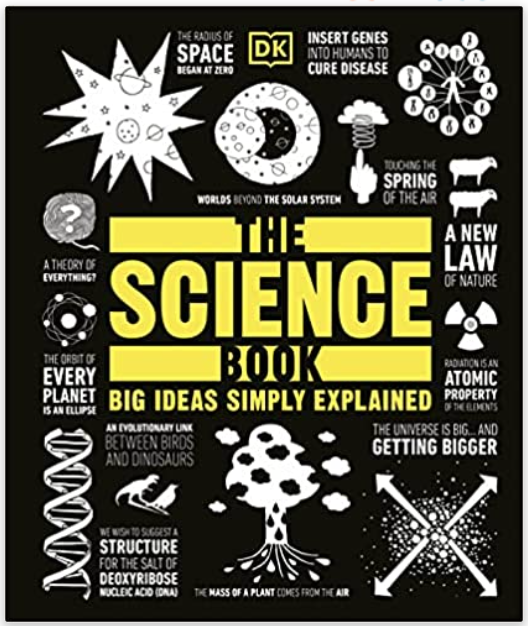 THE RADIUS OF
SPACE
BEGAN AT ZERO
DK
INSERT GENES
INTO HUMANS TO
CURE DISEASE
TOUCHING THE
SPRING
OF THE AIR
WORLDS BEYOND THE SOLAR SYSTEM
?
A THEORY OF
EVERYTHING?
THE
SCIENCE
BOOK
BIG IDEAS SIMPLY EXPLAINED
A NEW
LAW
OF NATURE
THE ORBIT OF
EVERY
PLANET
IS AN ELLIPSE
RADIATION IS AN
ATOMIC
PROPERTY
OF THE ELEMENTS
AN EVOLUTIONARY LINK
BETWEEN BIRDS
AND DINOSAURS
THE UNIVERSE IS BIG... AND
GETTING BIGGER
WE WISH TO SUGGEST A
STRUCTURE
FOR THE SALT OF
DEOXYRIBOSE
NUCLEIC ACID (DNA)
THE MASS OF A PLANT COMES FROM THE AIR